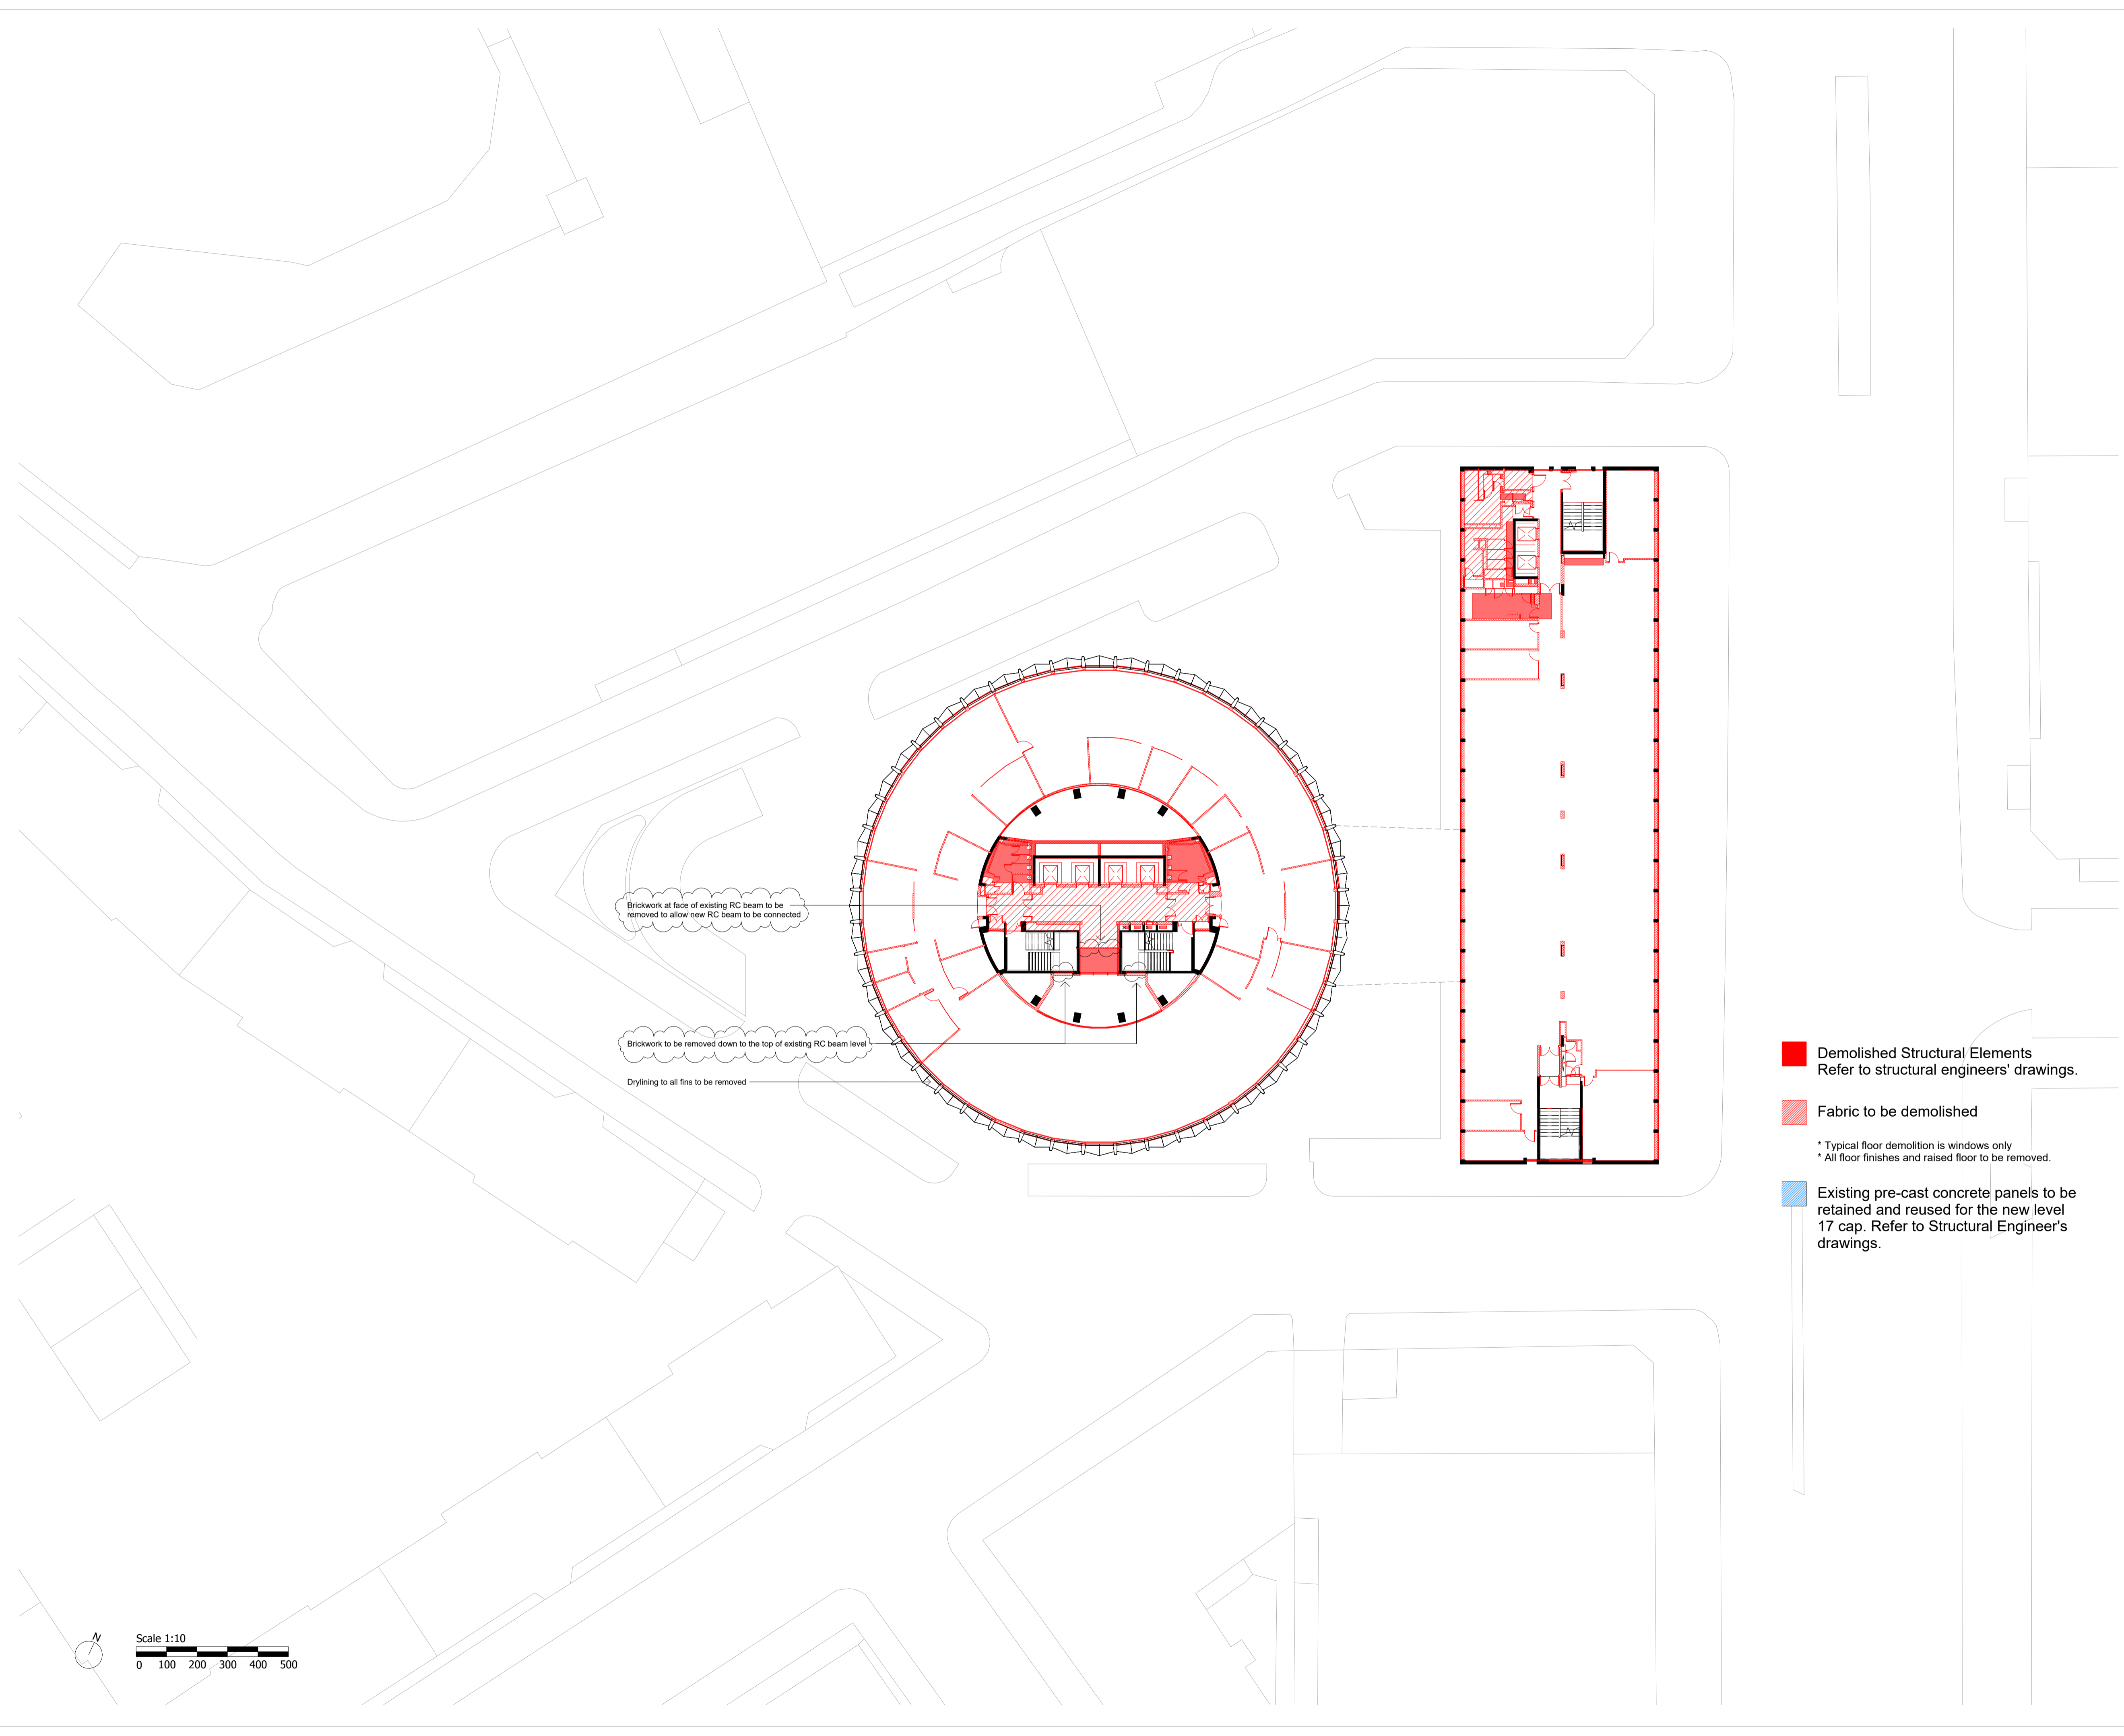 Brickwork at face of existing RC beam to be
removed to allow new RC beam to be connected
Brickwork to be removed down to the top of existing RC beam level
Drylining to all fins to be removed
Demolished Structural Elements
Refer to structural engineers' drawings.
Fabric to be demolished
* Typical floor demolition is windows only
* All floor finishes and raised floor to be removed.
Existing pre-cast concrete panels to be
retained and reused for the new level
17 cap. Refer to Structural Engineer's
drawings.
N
Scale 1:10
0 100 200 300 400 500